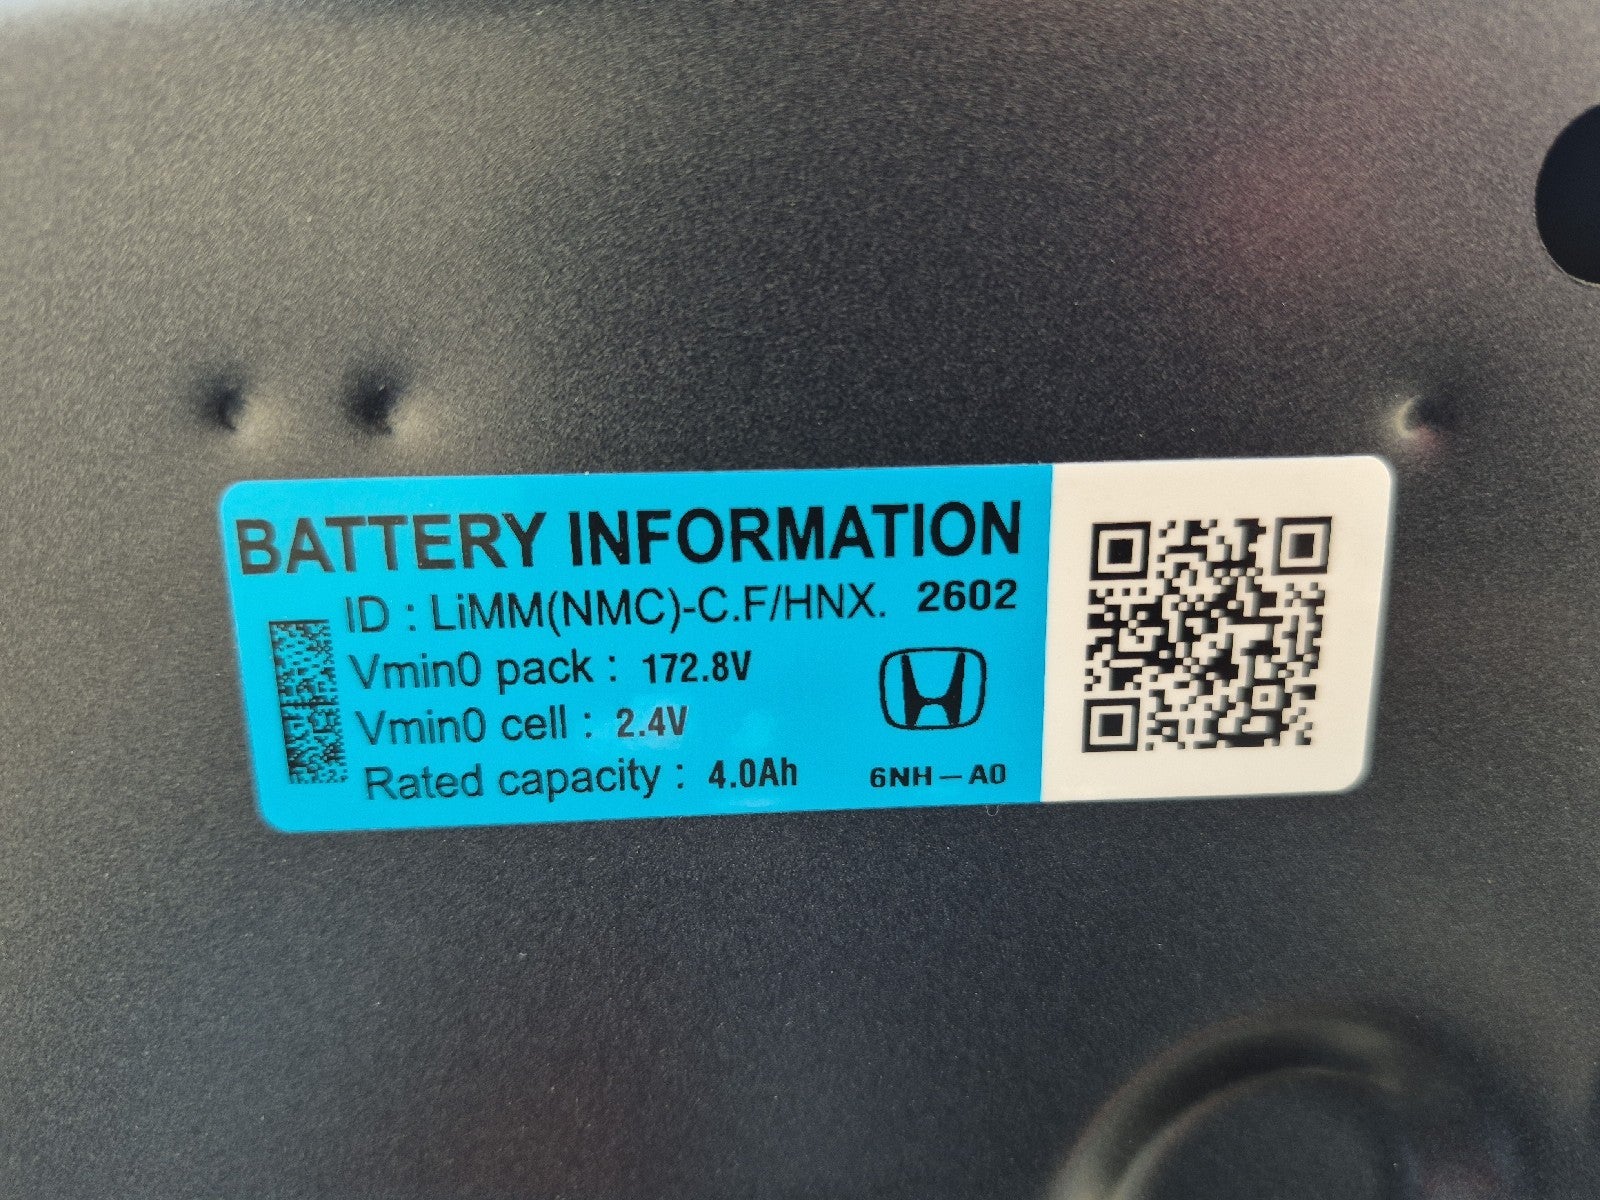 BATTERY INFORMATION
ID : LiMM(NMC)-C.F/HNX. 2602
Vmin0 pack : 172.8V
Vmin0 cell : 2.4V
Rated capacity : 4.0Ah
6NH-A0